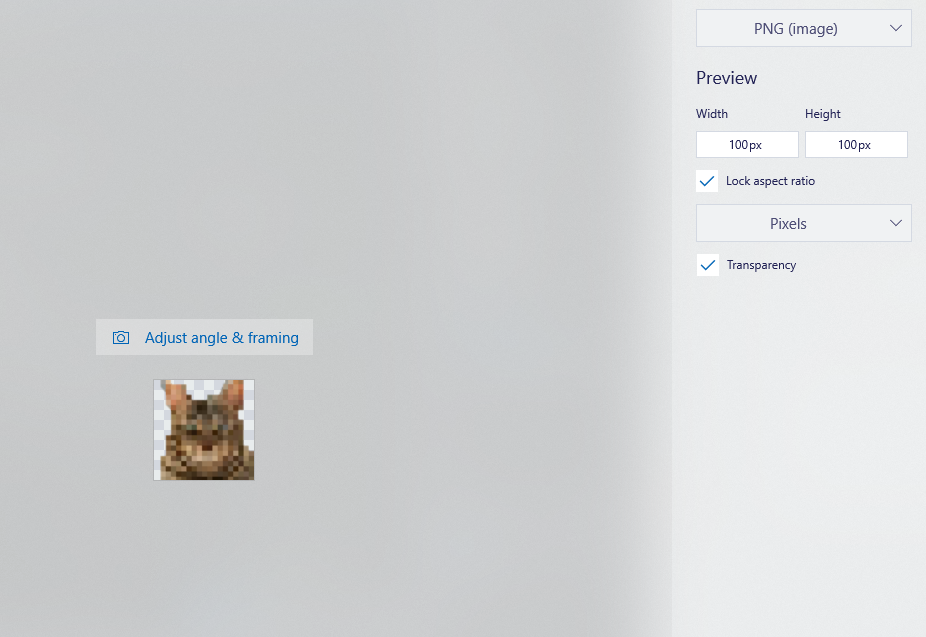 PNG (image)
Preview
Width Height
100px 100px
Lock aspect ratio
Pixels
Transparency
Adjust angle & framing